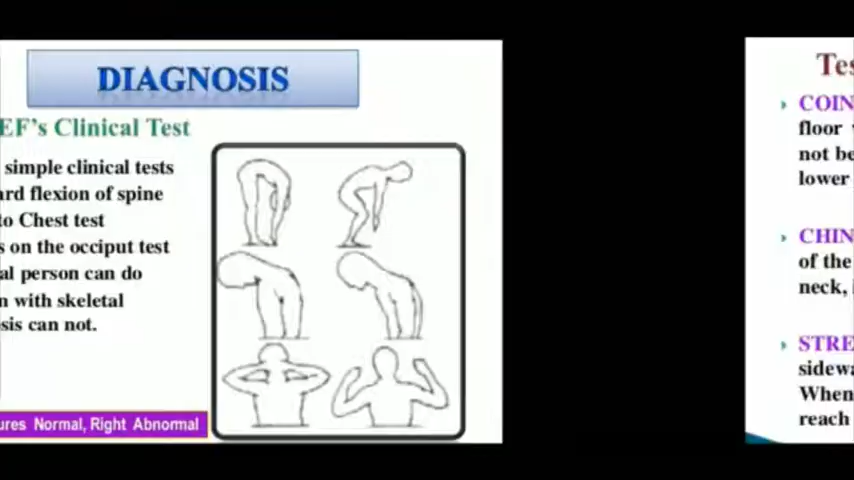 DIAGNOSIS
EF's Clinical Test
simple clinical tests
ard flexion of spine
to Chest test
s on the occiput test
al person can do
n with skeletal
sis can not.
ures Normal, Right Abnormal
Tes
COIN
floor
not be
lower
CHIN
of the
neck, i
STRE
sidewa
When
reach